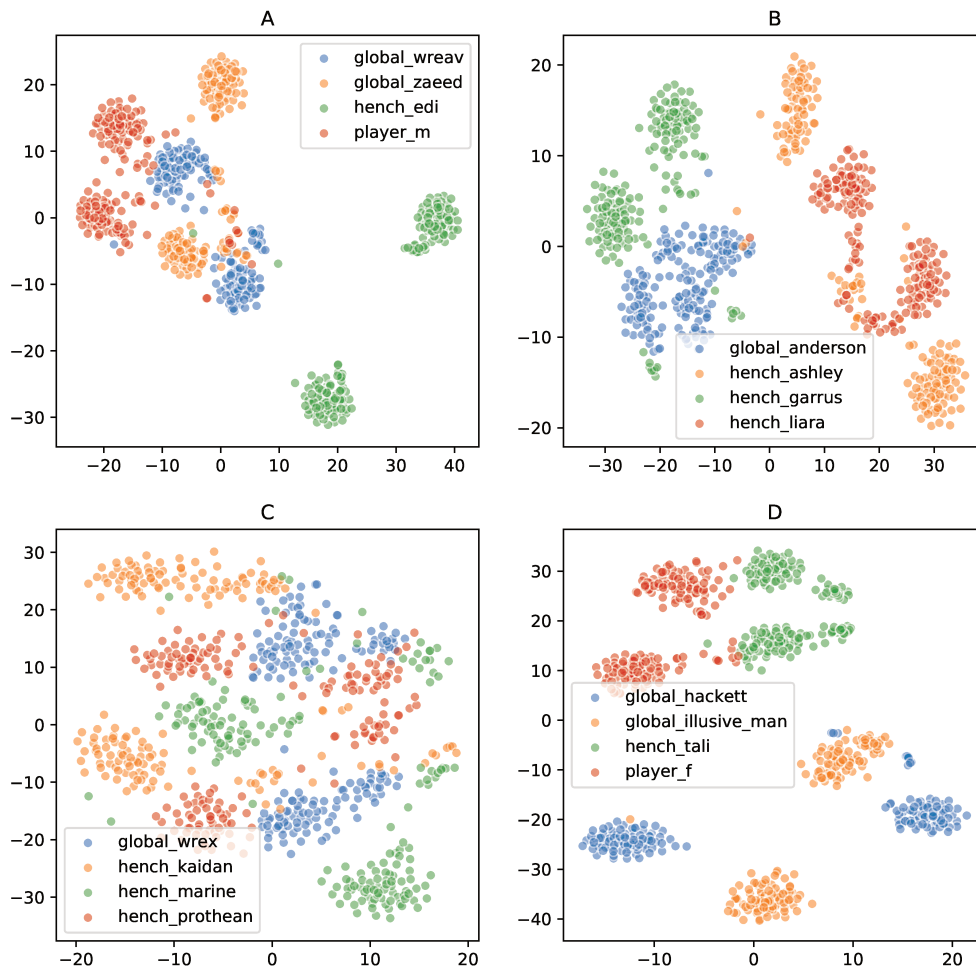 A
global_wreav
global_zaeed
hench_edi
player_m
20
10
0
−10
−20
−30
−20 −10 0 10 20 30 40
B
20
10
0
−10
−20
global_anderson
hench_ashley
hench_garrus
hench_liara
−30 −20 −10 0 10 20 30
C
30
20
10
0
−10
−20
−30
global_wrex
hench_kaidan
hench_marine
hench_prothean
−20 −10 0 10 20
D
30
20
10
0
−10
−20
−30
−40
global_hackett
global_illusive_man
hench_tali
player_f
−10 0 10 20